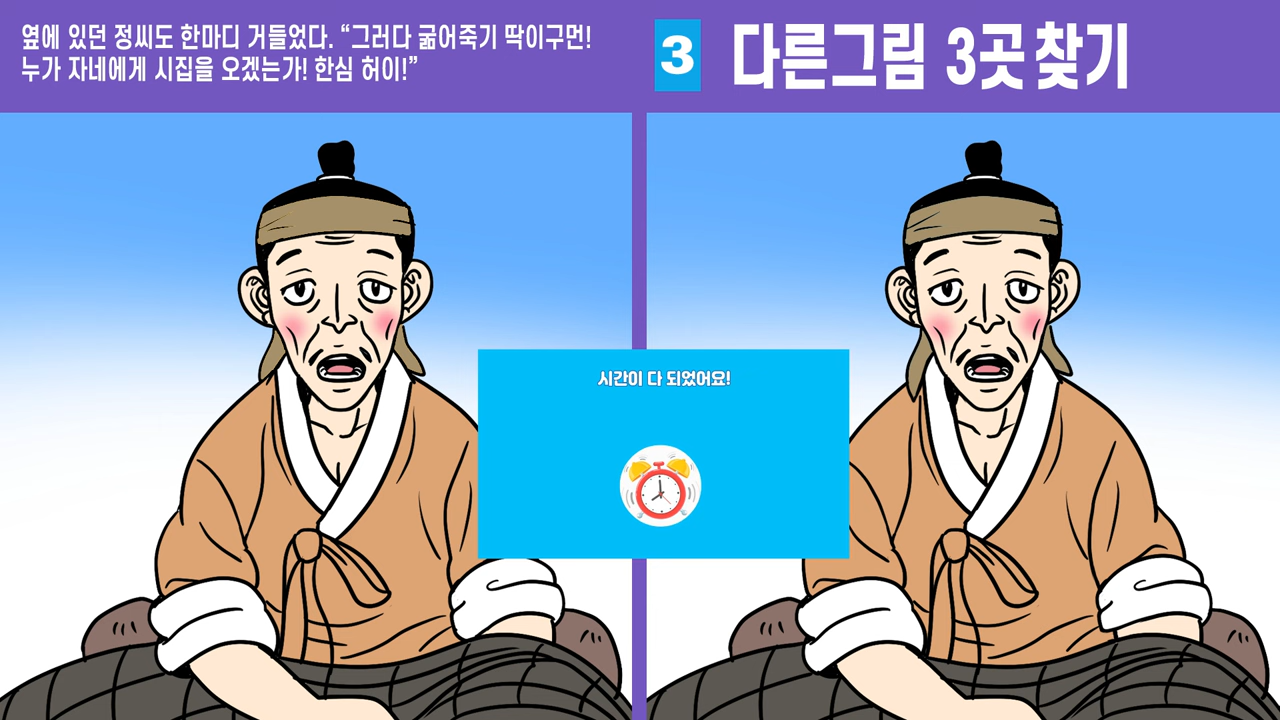 옆에 있던 정씨도 한마디 거들었다. “그러다 굶어죽기 딱이구먼!
누가 자네에게 시집을 오겠는가! 한심 허이!”
3 다른그림 3곳찾기
시간이 다 되었어요!